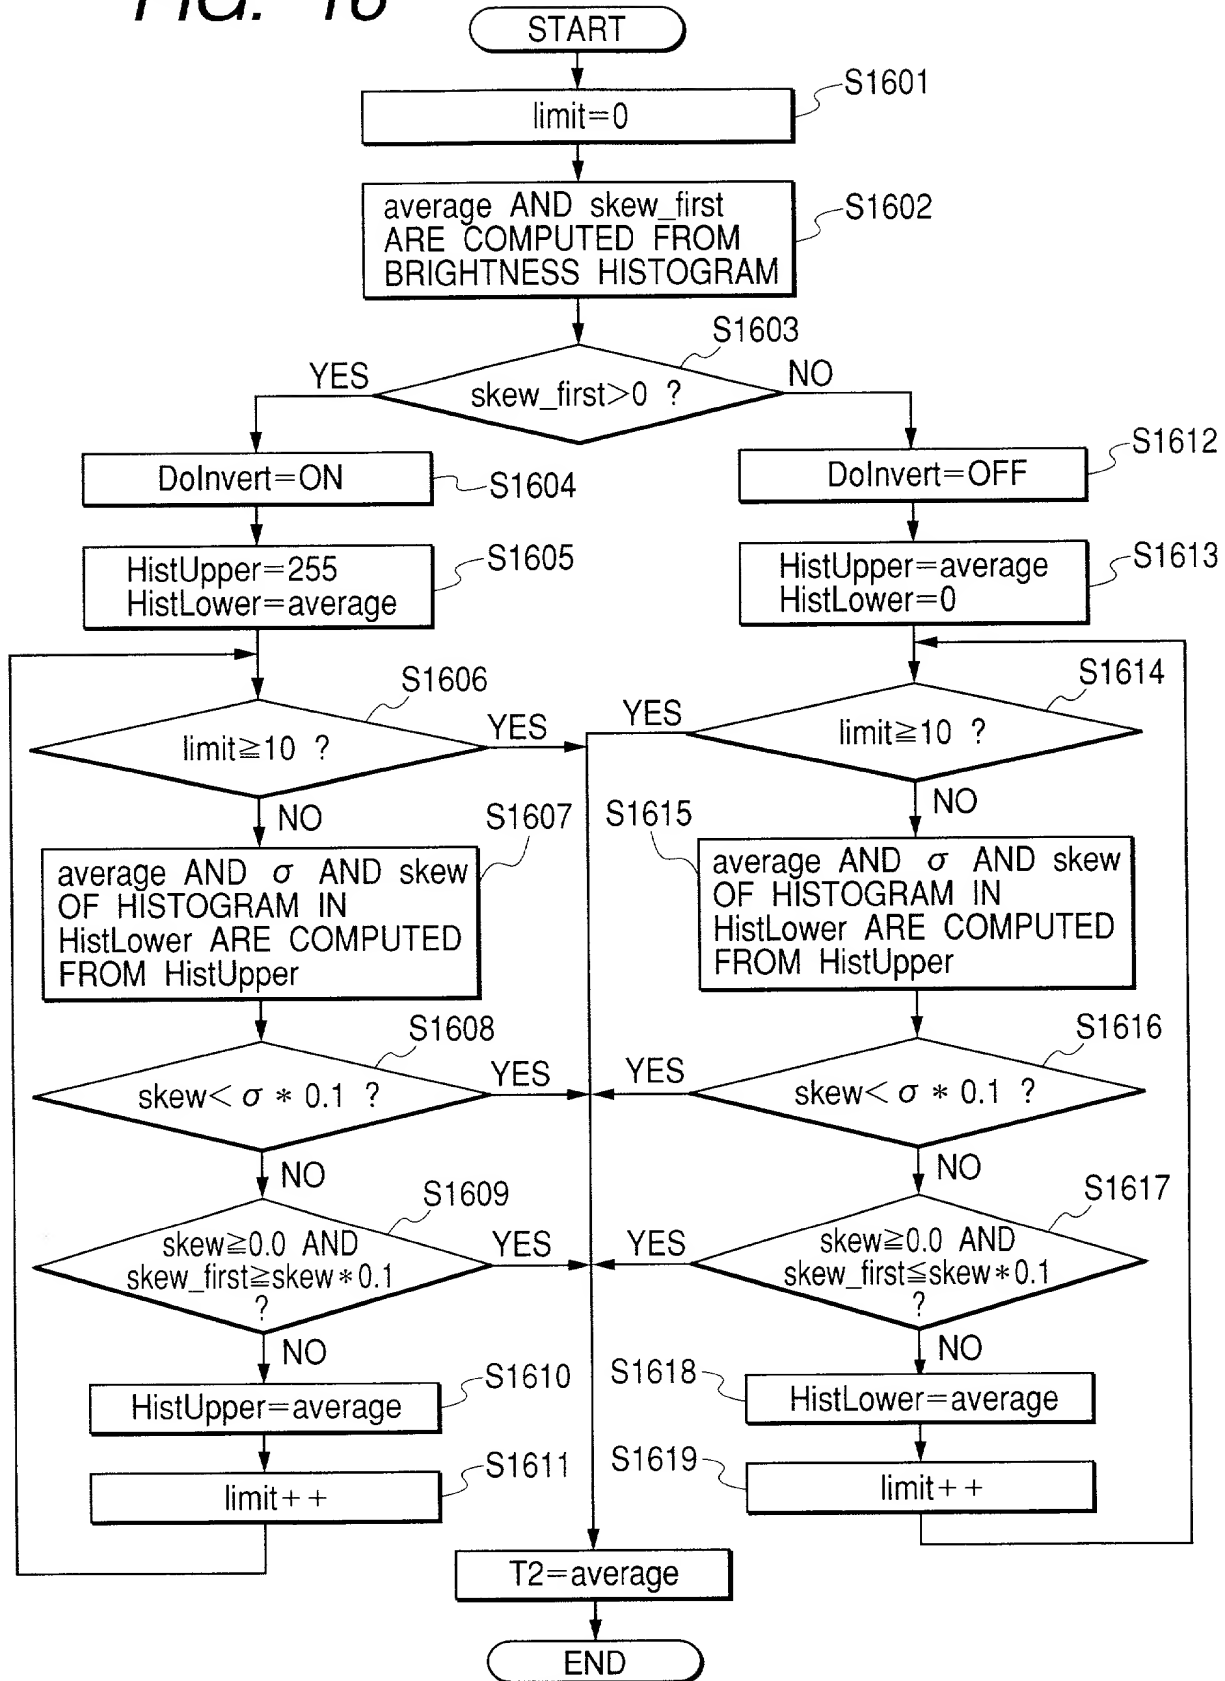 FIG. 16
START
limit=0
S1601
average AND skew_first
ARE COMPUTED FROM
BRIGHTNESS HISTOGRAM
S1602
S1603
YES
skew_first>0 ?
NO
DoInvert=ON
S1604
DoInvert=OFF
S1612
HistUpper=255
HistLower=average
S1605
HistUpper=average
HistLower=0
S1613
S1606
limit≧10 ?
YES
NO
S1614
YES
limit≧10 ?
NO
S1607
average AND σ AND skew
OF HISTOGRAM IN
HistLower ARE COMPUTED
FROM HistUpper
S1615
average AND σ AND skew
OF HISTOGRAM IN
HistLower ARE COMPUTED
FROM HistUpper
S1608
skew< σ * 0.1 ?
YES
NO
S1616
YES
skew< σ * 0.1 ?
NO
S1609
skew≧0.0 AND
skew_first≧skew*0.1
?
YES
NO
S1617
YES
skew≧0.0 AND
skew_first≦skew*0.1
?
NO
S1610
HistUpper=average
S1618
HistLower=average
S1611
limit++
S1619
limit++
T2=average
END